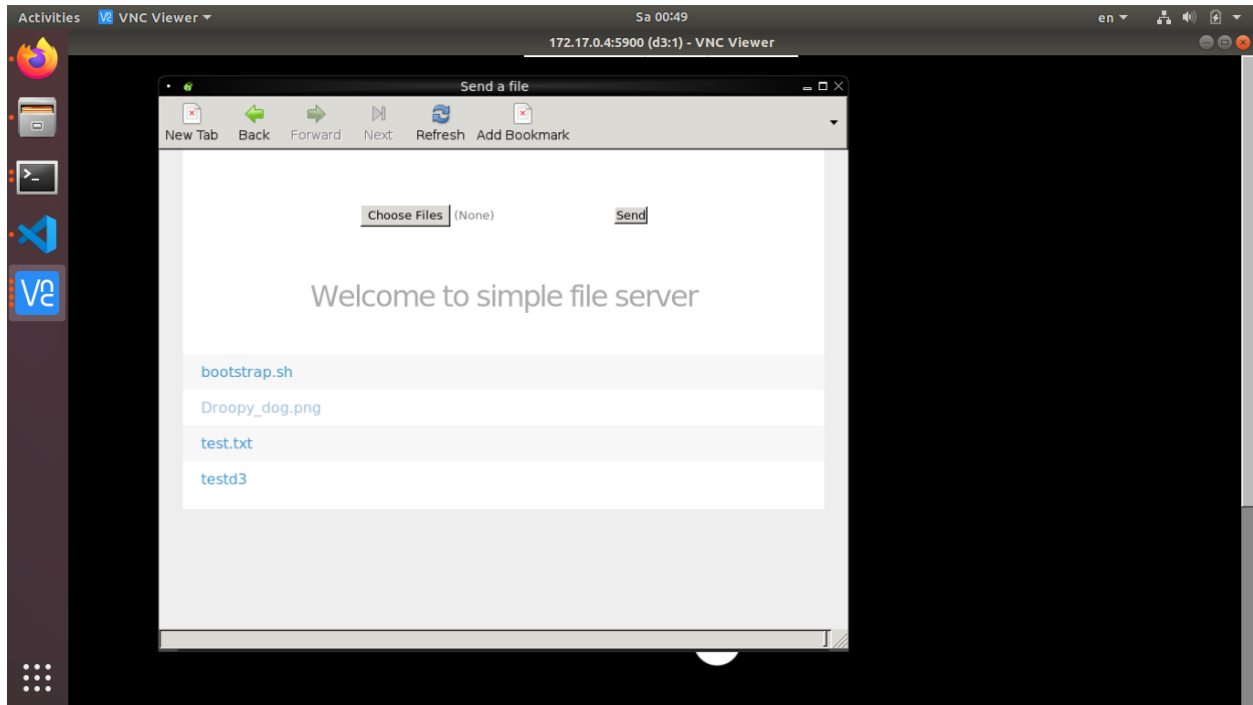 Activities VNC Viewer Sa 00:49 en
172.17.0.4:5900 (d3:1) - VNC Viewer
Send a file
New Tab Back Forward Next Refresh Add Bookmark
Choose Files (None) Send
Welcome to simple file server
bootstrap.sh
Droopy_dog.png
test.txt
testd3